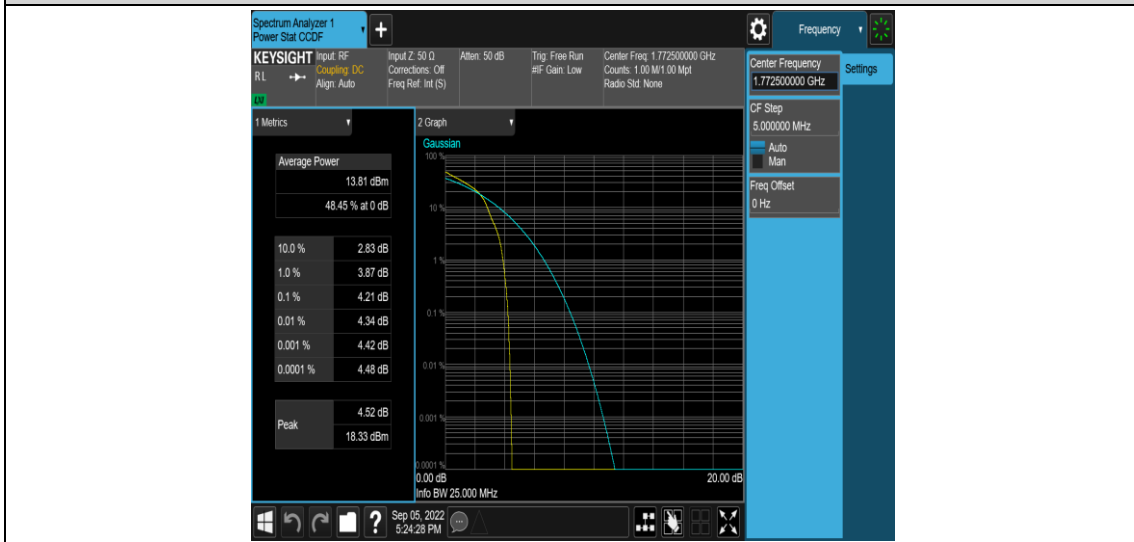 Spectrum Analyzer 1
Power Stat CCDF
+
Frequency
KEYSIGHT
RL
LXI
Input: RF
Coupling: DC
Align: Auto
Input Z: 50 Ω
Corrections: Off
Freq Ref: Int (S)
Atten: 50 dB
Trig: Free Run
#IF Gain: Low
Center Freq: 1.772500000 GHz
Counts: 1.00 M/1.00 Mpt
Radio Std: None
Center Frequency
1.772500000 GHz
Settings
CF Step
5.000000 MHz
Auto
Man
Freq Offset
0 Hz
1 Metrics
Average Power
13.81 dBm
48.45 % at 0 dB
10.0 % 2.83 dB
1.0 % 3.87 dB
0.1 % 4.21 dB
0.01 % 4.34 dB
0.001 % 4.42 dB
0.0001 % 4.48 dB
Peak
4.52 dB
18.33 dBm
2 Graph
Gaussian
100 %
10 %
1 %
0.1 %
0.01 %
0.001 %
0.0001 %
0.00 dB 20.00 dB
Info BW 25.000 MHz
?
Sep 05, 2022
5:24:28 PM